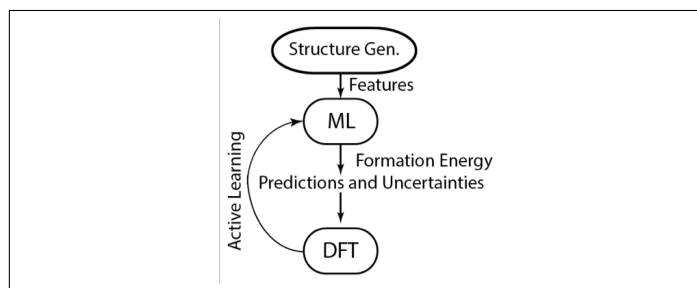 Structure Gen.
Features
ML
Formation Energy
Predictions and Uncertainties
Active Learning
DFT